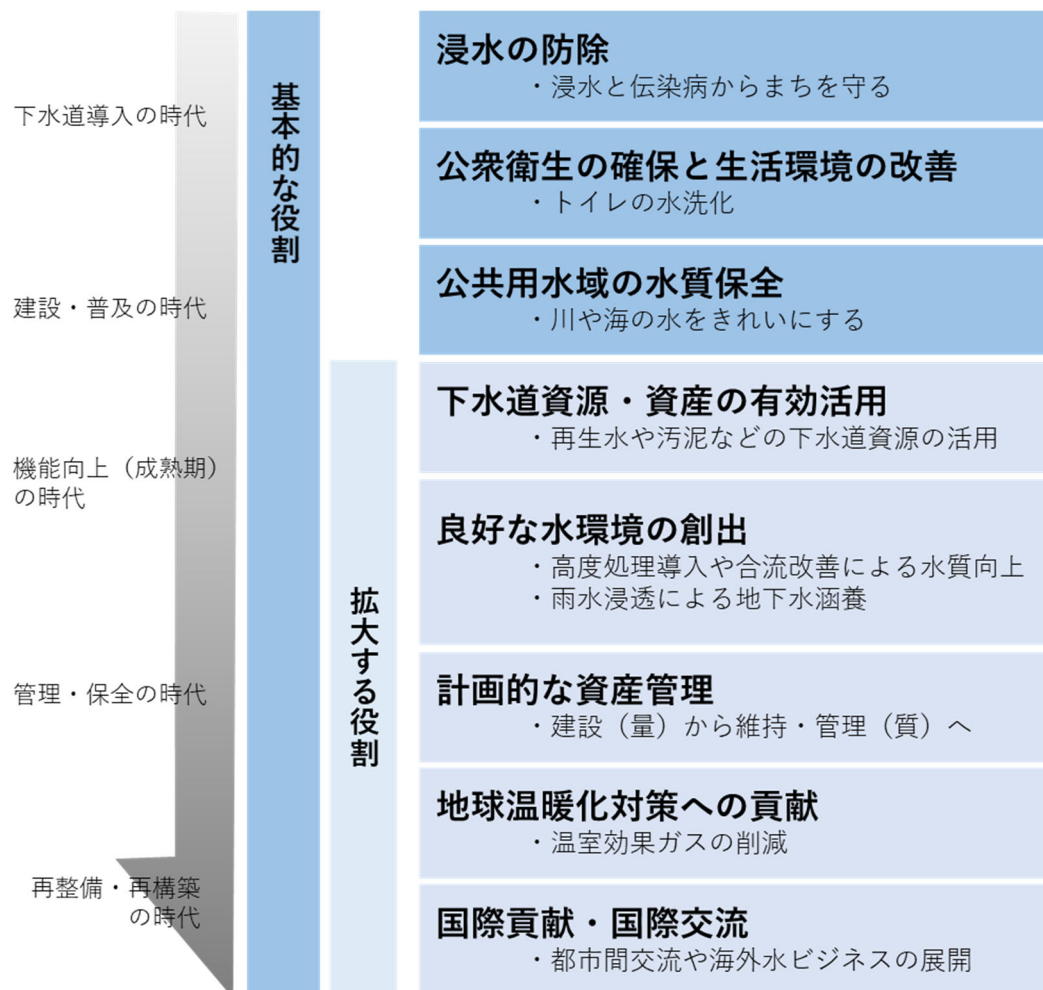 下水道導入の時代
建設・普及の時代
機能向上（成熟期）
の時代
管理・保全の時代
再整備・再構築
の時代
基本的な役割
拡大する役割
浸水の防除
・浸水と伝染病からまちを守る
公衆衛生の確保と生活環境の改善
・トイレの水洗化
公共用水域の水質保全
・川や海の水をきれいにする
下水道資源・資産の有効活用
・再生水や汚泥などの下水道資源の活用
良好な水環境の創出
・高度処理導入や合流改善による水質向上
・雨水浸透による地下水涵養
計画的な資産管理
・建設（量）から維持・管理（質）へ
地球温暖化対策への貢献
・温室効果ガスの削減
国際貢献・国際交流
・都市間交流や海外水ビジネスの展開